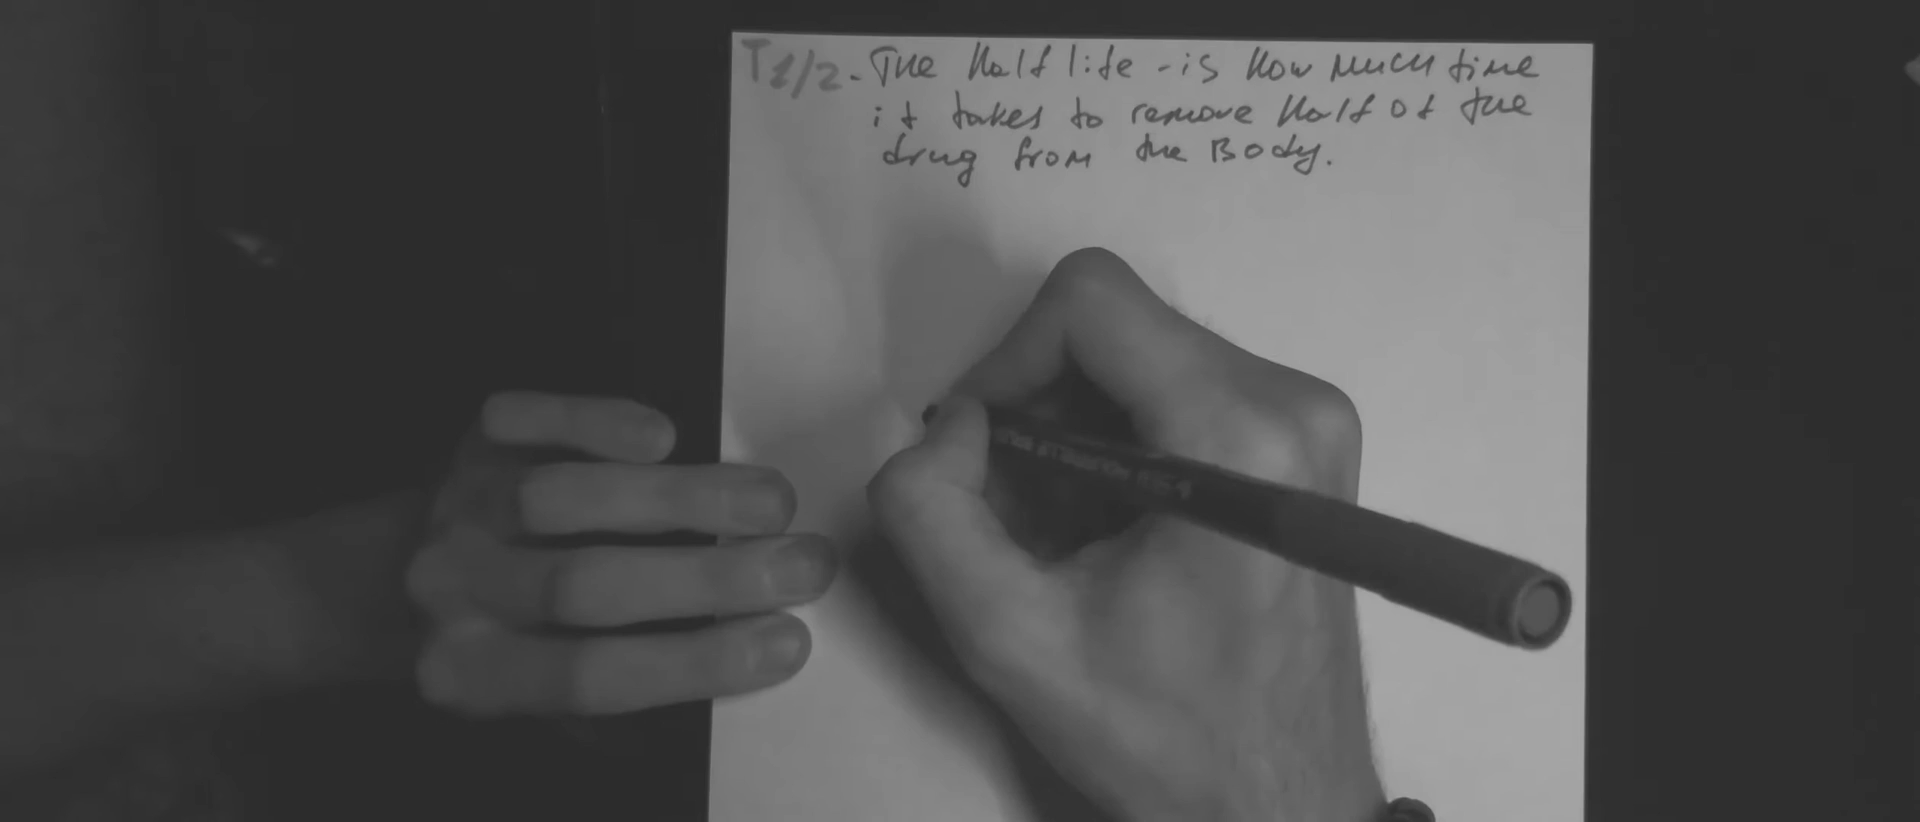 T1/2 - The Half life - is How much time
it takes to remove Half of the
drug from the Body.